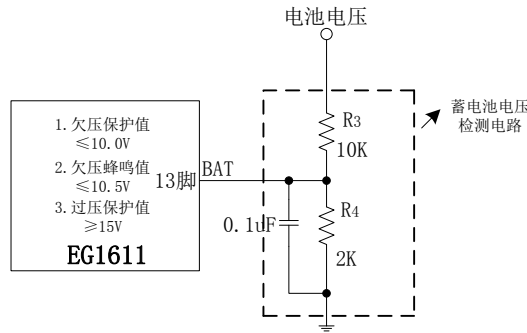 电池电压
1. 欠压保护值
≤10.0V
2. 欠压蜂鸣值
≤10.5V
3. 过压保护值
≥15V
EG1611
13脚
BAT
R3
10K
0.1uF
R4
2K
蓄电池电压
检测电路